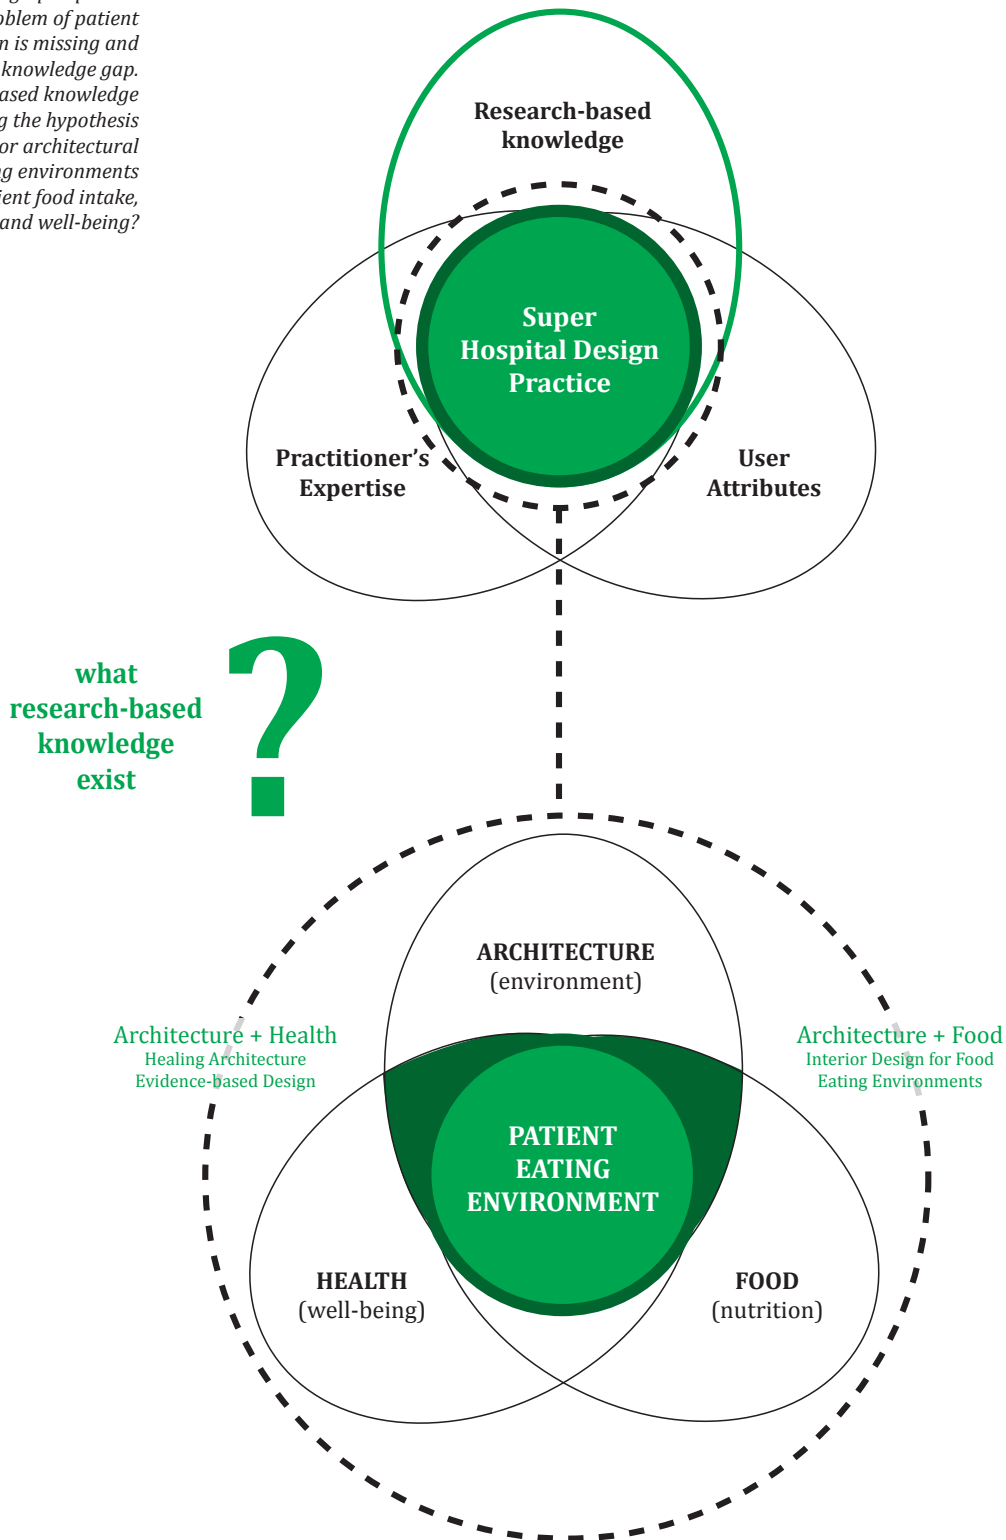 oblem of patient
n is missing and
knowledge gap.
ased knowledge
g the hypothesis
or architectural
ng environments
ient food intake,
and well-being?
Research-based
knowledge
Super
Hospital Design
Practice
Practitioner's
Expertise
User
Attributes
what
research-based
knowledge
exist
?
ARCHITECTURE
(environment)
Architecture + Health
Healing Architecture
Evidence-based Design
Architecture + Food
Interior Design for Food
Eating Environments
PATIENT
EATING
ENVIRONMENT
HEALTH
(well-being)
FOOD
(nutrition)